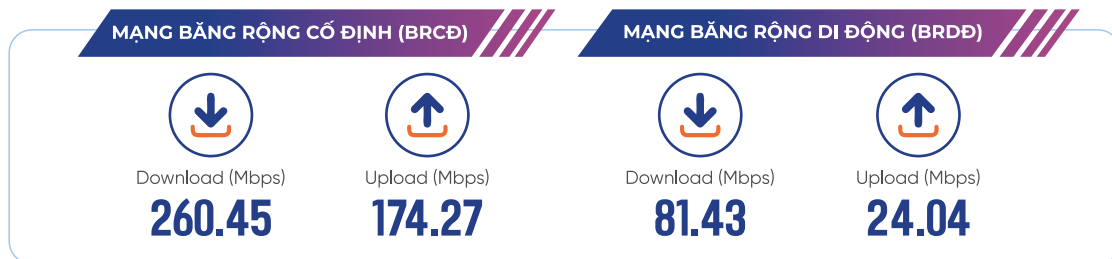 MẠNG BĂNG RỘNG CỐ ĐỊNH (BRCĐ)
Download (Mbps)
260.45
Upload (Mbps)
174.27
MẠNG BĂNG RỘNG DI ĐỘNG (BRDĐ)
Download (Mbps)
81.43
Upload (Mbps)
24.04